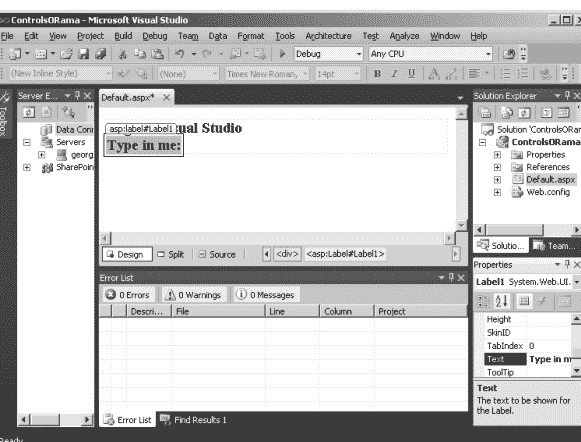 ControlsORama - Microsoft Visual Studio
File Edit View Project Build Debug Team Data Format Tools Architecture Test Analyze Window Help
Debug Any CPU
(New Inline Style) (None) Times New Roman, 14pt B I U A
Toolbox
Server E...
Data Conn
Servers
georg
SharePoin
Default.aspx*
asp:label#Label1 ual Studio
Type in me:
Design Split Source <div> <asp:Label#Label1>
Error List
0 Errors 0 Warnings 0 Messages
Descri... File Line Column Project
Error List Find Results 1
Solution Explorer
Solution 'ControlsORar
ControlsORama
Properties
References
Default.aspx
Web.config
Solutio... Team...
Properties
Label1 System.Web.UI.
Height
SkinID
TabIndex 0
Text Type in m
ToolTip
Text
The text to be shown for
the Label.
Ready